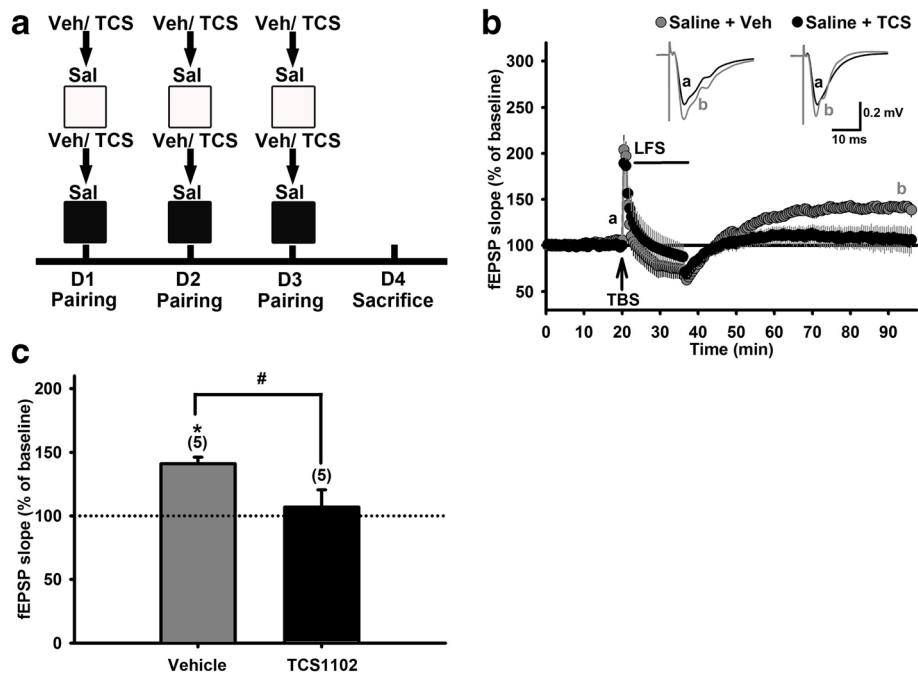 a
Veh/ TCS Veh/ TCS Veh/ TCS
Sal Sal Sal
Veh/ TCS Veh/ TCS Veh/ TCS
Sal Sal Sal
D1 D2 D3 D4
Pairing Pairing Pairing Sacrifice
b
Saline + Veh Saline + TCS
fEPSP slope (% of baseline)
300
250
200
150
100
50
a
b
a
b
0.2 mV
10 ms
LFS
a
b
TBS
0 10 20 30 40 50 60 70 80 90
Time (min)
c
fEPSP slope (% of baseline)
200
150
100
50
0
#
*
(5)
(5)
Vehicle TCS1102